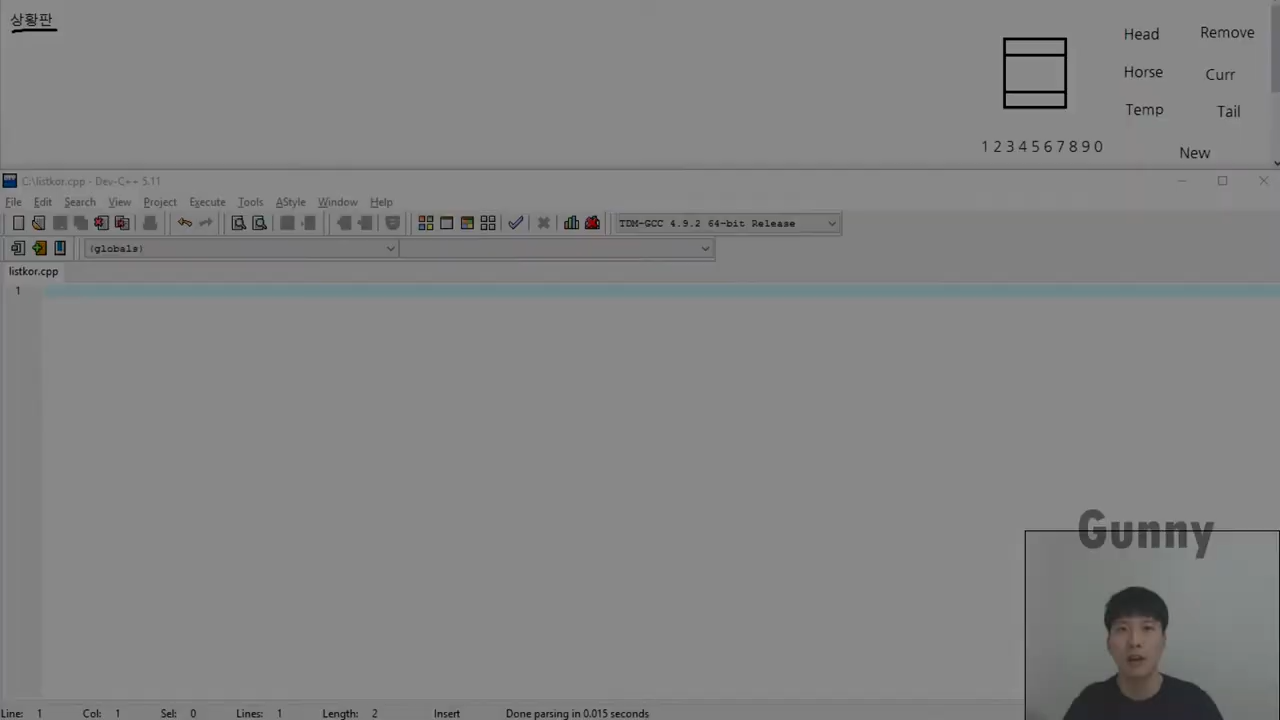 상황판
Head Remove
Horse Curr
Temp Tail
1 2 3 4 5 6 7 8 9 0
New
C:\listkor.cpp - Dev-C++ 5.11
File Edit Search View Project Execute Tools AStyle Window Help
TDM-GCC 4.9.2 64-bit Release
(globals)
listkor.cpp
1
Gunny
Line: 1 Col: 1 Sel: 0 Lines: 1 Length: 2 Insert Done parsing in 0.015 seconds